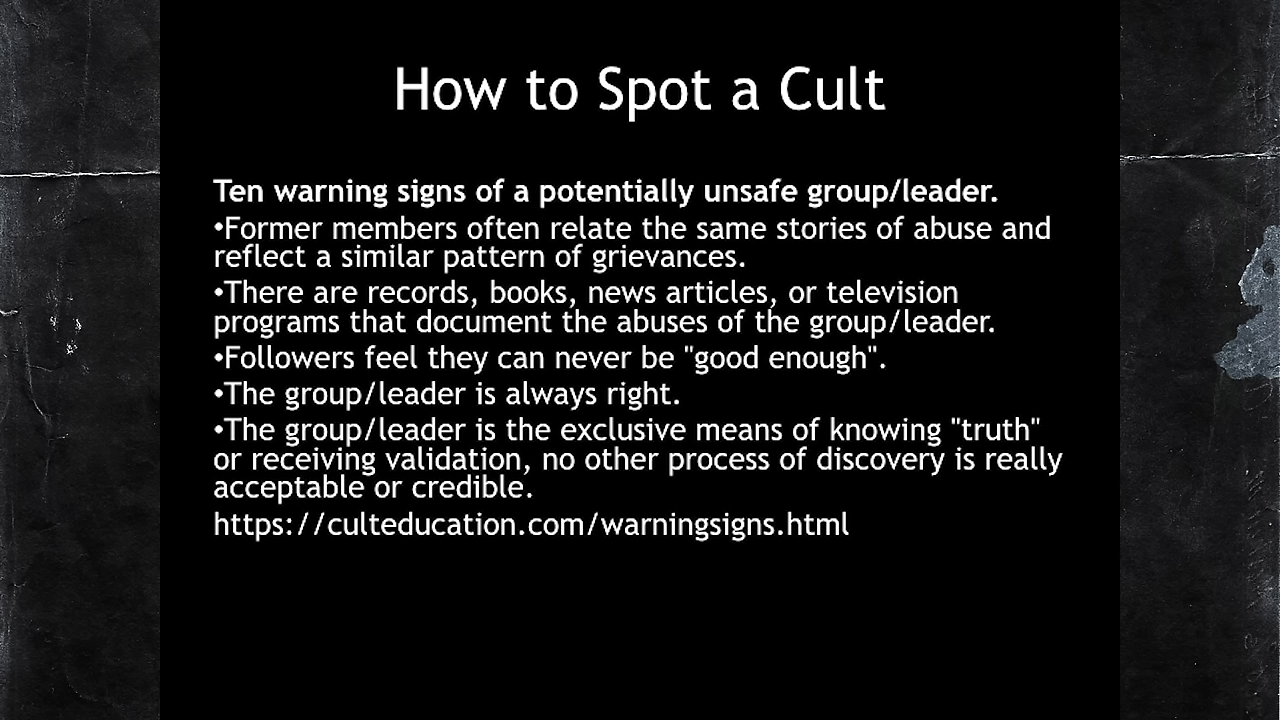 How to Spot a Cult
Ten warning signs of a potentially unsafe group/leader.
•Former members often relate the same stories of abuse and
reflect a similar pattern of grievances.
•There are records, books, news articles, or television
programs that document the abuses of the group/leader.
•Followers feel they can never be "good enough".
•The group/leader is always right.
•The group/leader is the exclusive means of knowing "truth"
or receiving validation, no other process of discovery is really
acceptable or credible.
https://culteducation.com/warningsigns.html